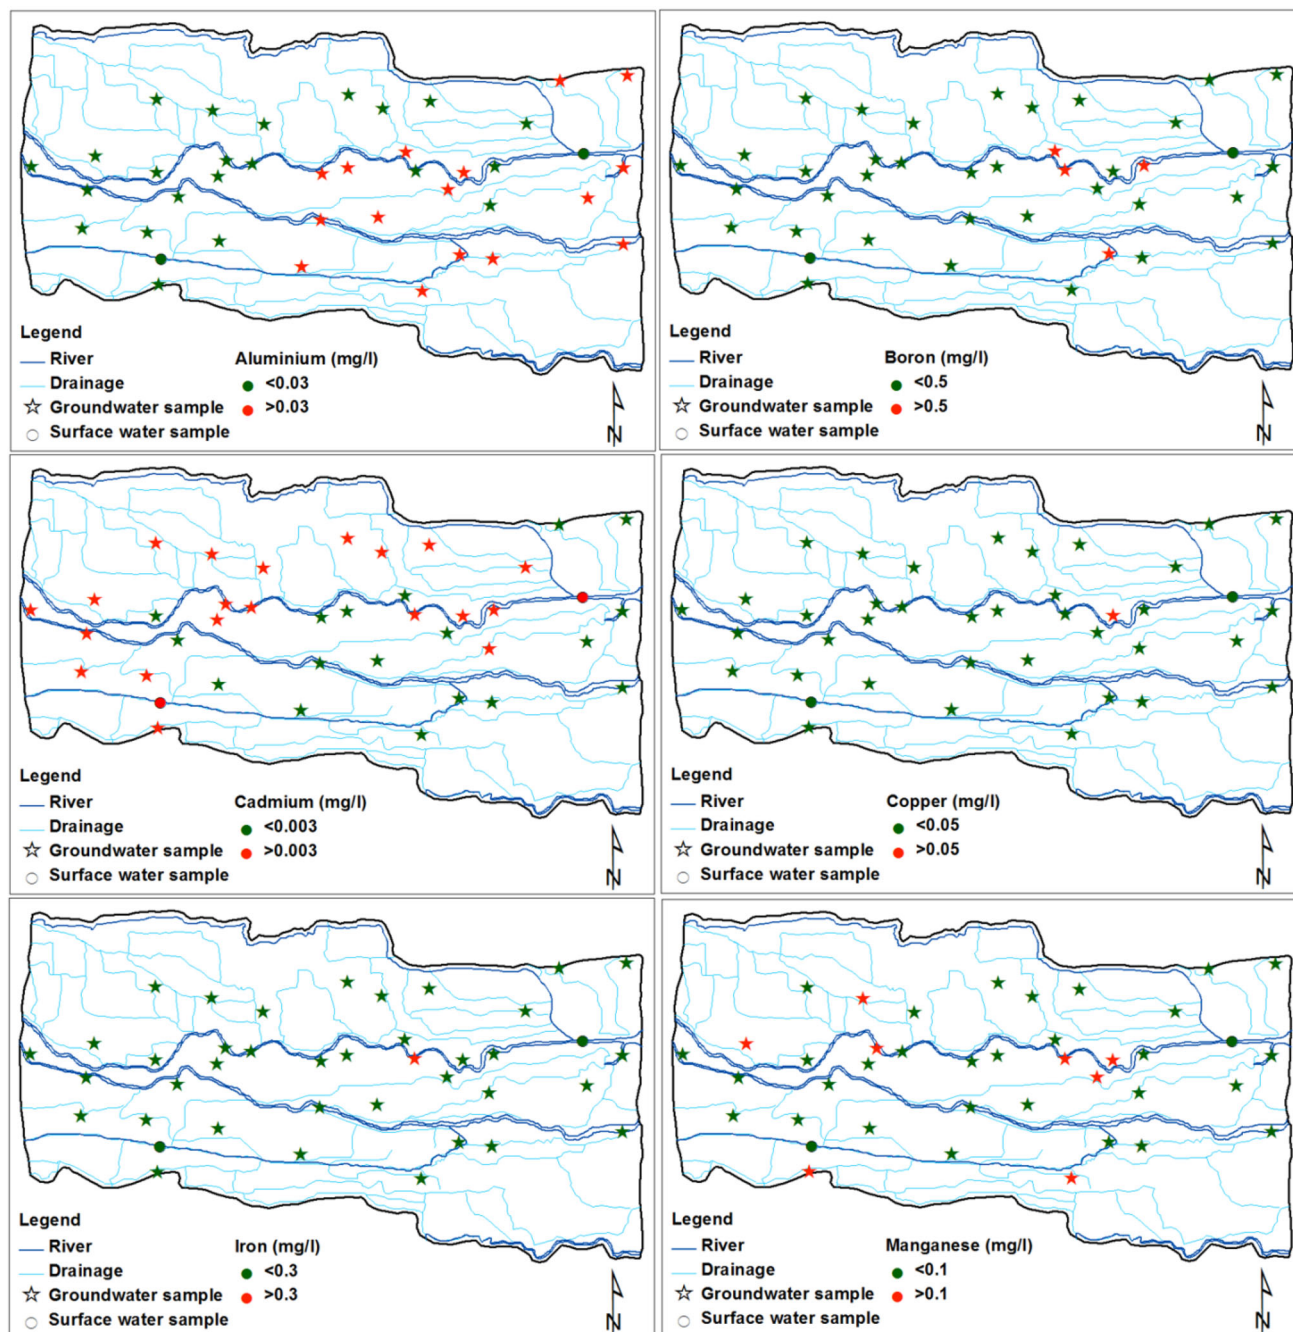 Legend
River
Drainage
Groundwater sample
Surface water sample
Aluminium (mg/l)
<0.03
>0.03
N
Legend
River
Drainage
Groundwater sample
Surface water sample
Boron (mg/l)
<0.5
>0.5
N
Legend
River
Drainage
Groundwater sample
Surface water sample
Cadmium (mg/l)
<0.003
>0.003
N
Legend
River
Drainage
Groundwater sample
Surface water sample
Copper (mg/l)
<0.05
>0.05
N
Legend
River
Drainage
Groundwater sample
Surface water sample
Iron (mg/l)
<0.3
>0.3
N
Legend
River
Drainage
Groundwater sample
Surface water sample
Manganese (mg/l)
<0.1
>0.1
N